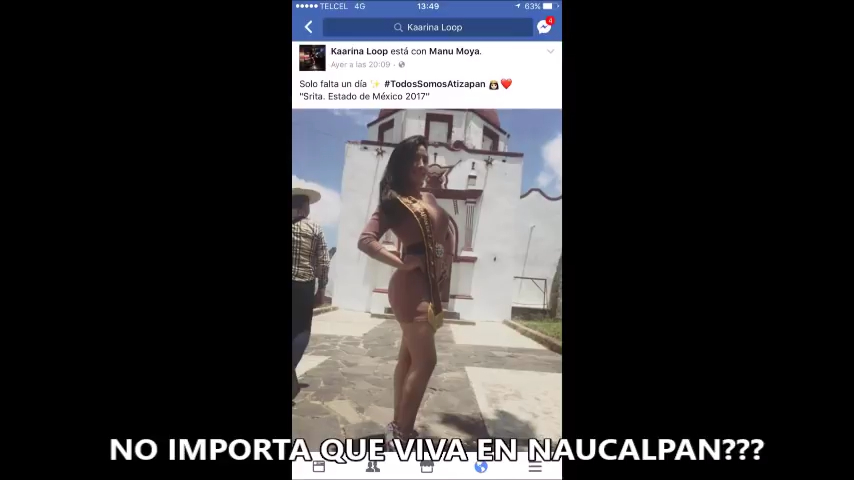 TELCEL 4G 13:49 63%
Kaarina Loop
4
Kaarina Loop está con Manu Moya.
Ayer a las 20:09 ·
Solo falta un día ✨ #TodosSomosAtizapan 👸🏻❤️
"Srita. Estado de México 2017"
NO IMPORTA QUE VIVA EN NAUCALPAN???